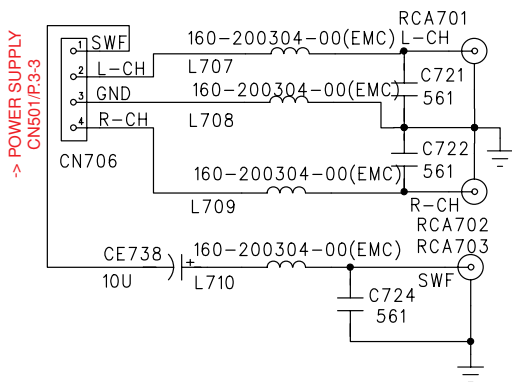 -> POWER SUPPLY
CN501/P.3-3
1 SWF
2 L-CH
3 GND
4 R-CH
CN706
160-200304-00(EMC)
L707
160-200304-00(EMC)
L708
160-200304-00(EMC)
L709
RCA701
L-CH
C721
561
C722
561
R-CH
RCA702
RCA703
CE738
10U
+
160-200304-00(EMC)
L710
SWF
C724
561